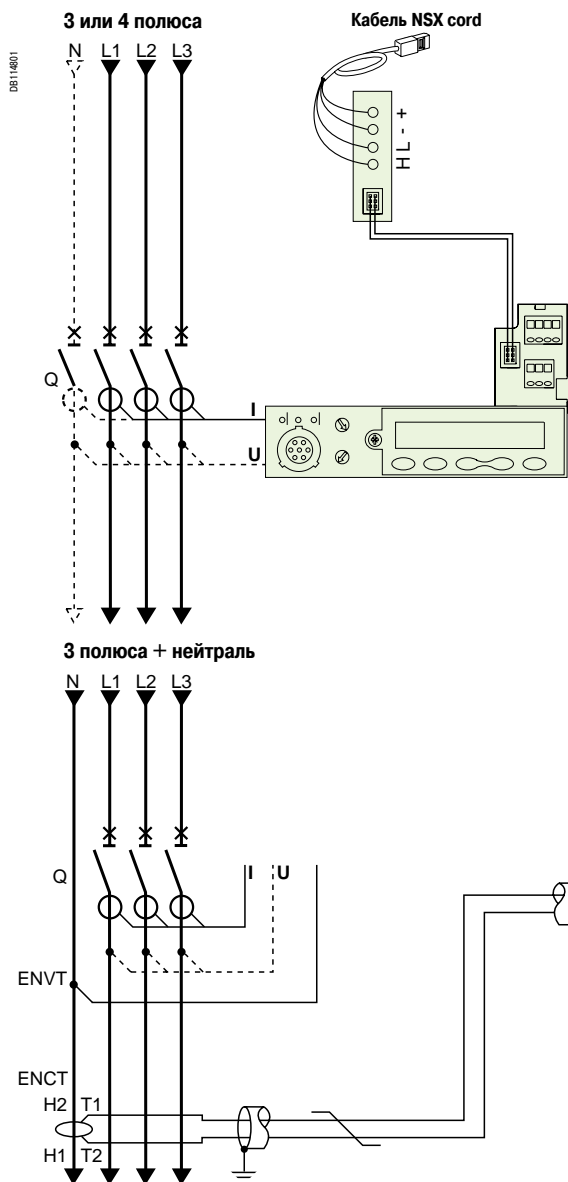 3 или 4 полюса
Кабель NSX cord
DB114801
N L1 L2 L3
+
-
L
H
Q
I
U
3 полюса + нейтраль
N L1 L2 L3
Q
I U
ENVT
ENCT
H2 T1
H1 T2